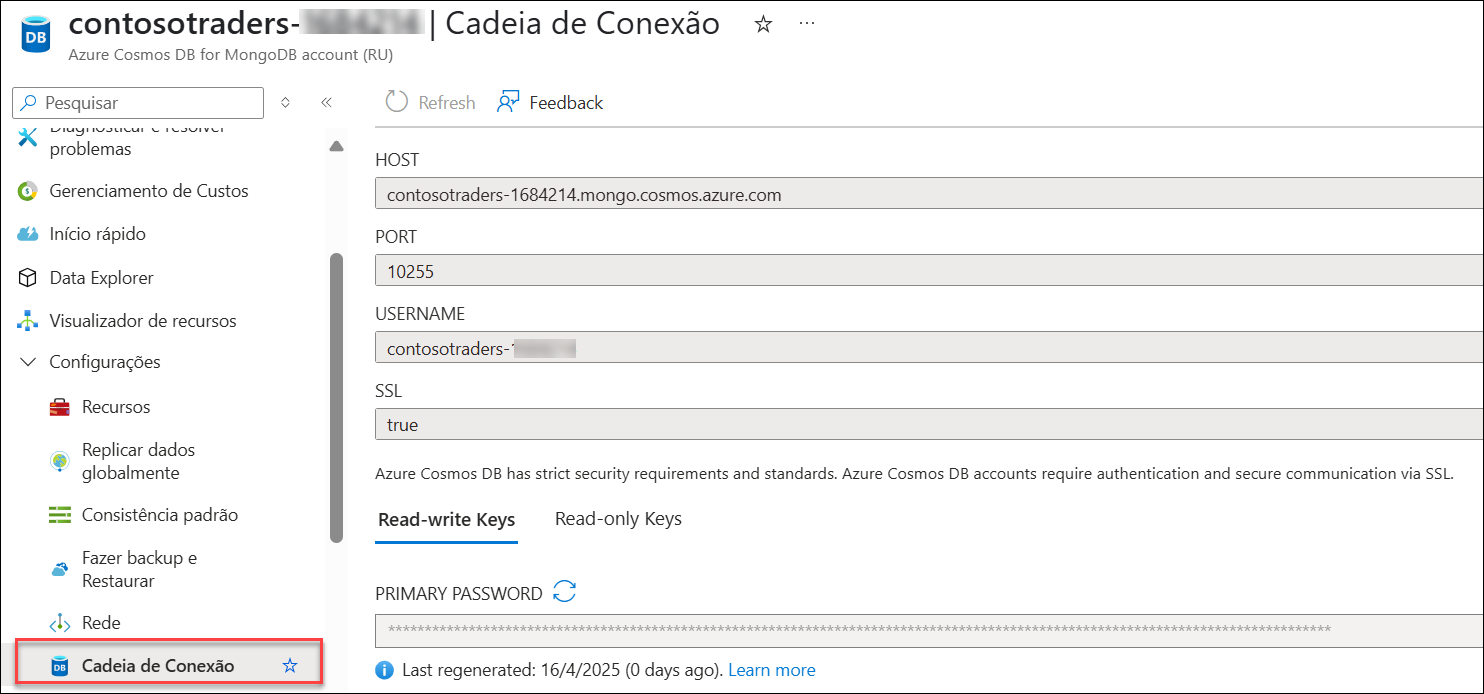 contosotraders- | Cadeia de Conexão
Azure Cosmos DB for MongoDB account (RU)
Pesquisar
Refresh
Feedback
Diagnosticar e resolver
problemas
Gerenciamento de Custos
Início rápido
Data Explorer
Visualizador de recursos
Configurações
Recursos
Replicar dados
globalmente
Consistência padrão
Fazer backup e
Restaurar
Rede
DB Cadeia de Conexão
DB
HOST
contosotraders-1684214.mongo.cosmos.azure.com
PORT
10255
USERNAME
contosotraders-
SSL
true
Azure Cosmos DB has strict security requirements and standards. Azure Cosmos DB accounts require authentication and secure communication via SSL.
Read-write Keys
Read-only Keys
PRIMARY PASSWORD
**********************************************************************************************************************************
Last regenerated: 16/4/2025 (0 days ago). Learn more